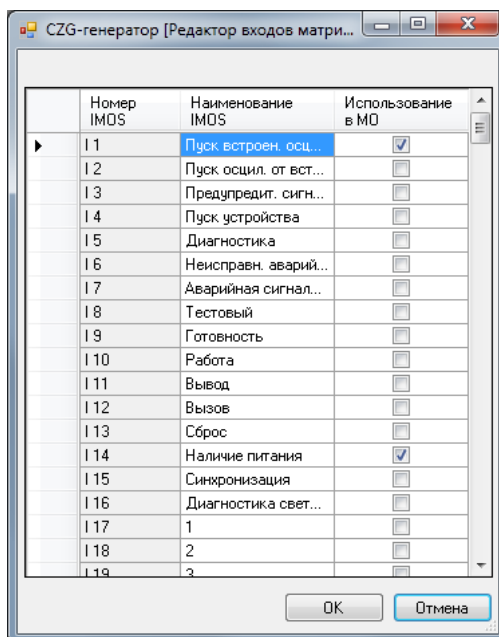 CZG-генератор [Редактор входов матри...
Номер IMOS Наименование IMOS Использование в МО
I 1 Пуск встроен. осц...
I 2 Пуск осцил. от вст...
I 3 Предупредит. сигн...
I 4 Пуск устройства
I 5 Диагностика
I 6 Неисправн. аварий...
I 7 Аварийная сигнал...
I 8 Тестовый
I 9 Готовность
I 10 Работа
I 11 Вывод
I 12 Вызов
I 13 Сброс
I 14 Наличие питания
I 15 Синхронизация
I 16 Диагностика свет...
I 17 1
I 18 2
I 19 3
OK Отмена